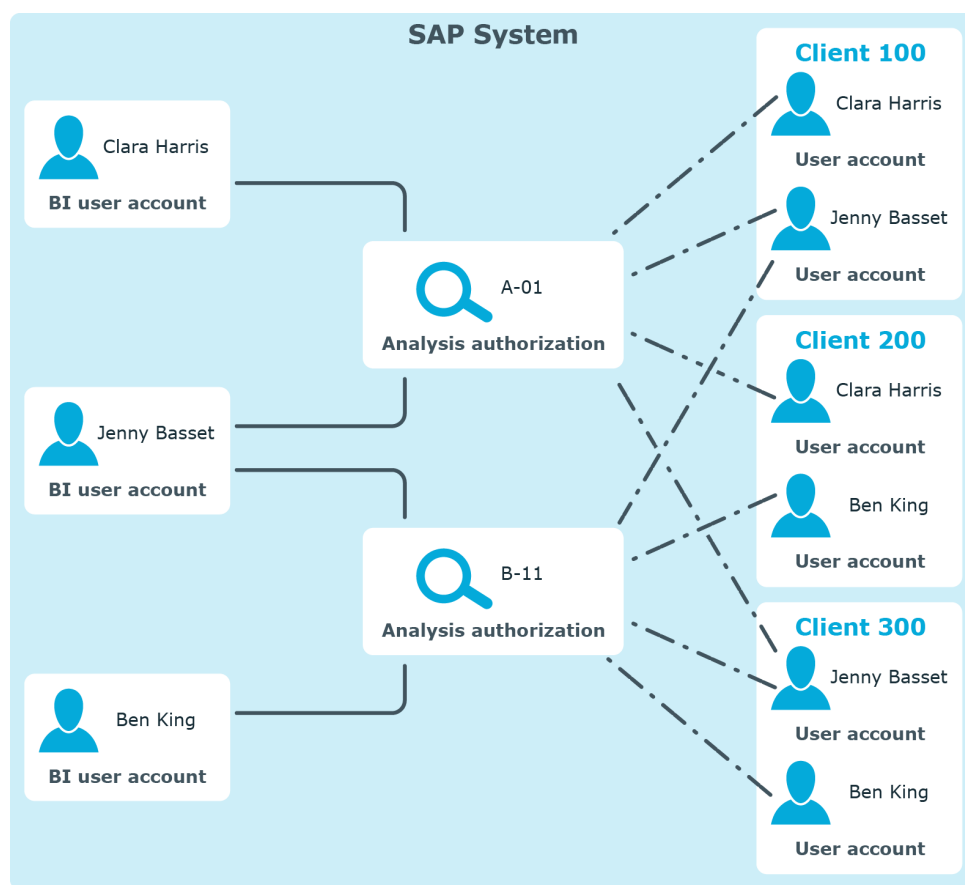 SAP System
Clara Harris
BI user account
Jenny Basset
BI user account
Ben King
BI user account
A-01
Analysis authorization
B-11
Analysis authorization
Client 100
Clara Harris
User account
Jenny Basset
User account
Client 200
Clara Harris
User account
Ben King
User account
Client 300
Jenny Basset
User account
Ben King
User account